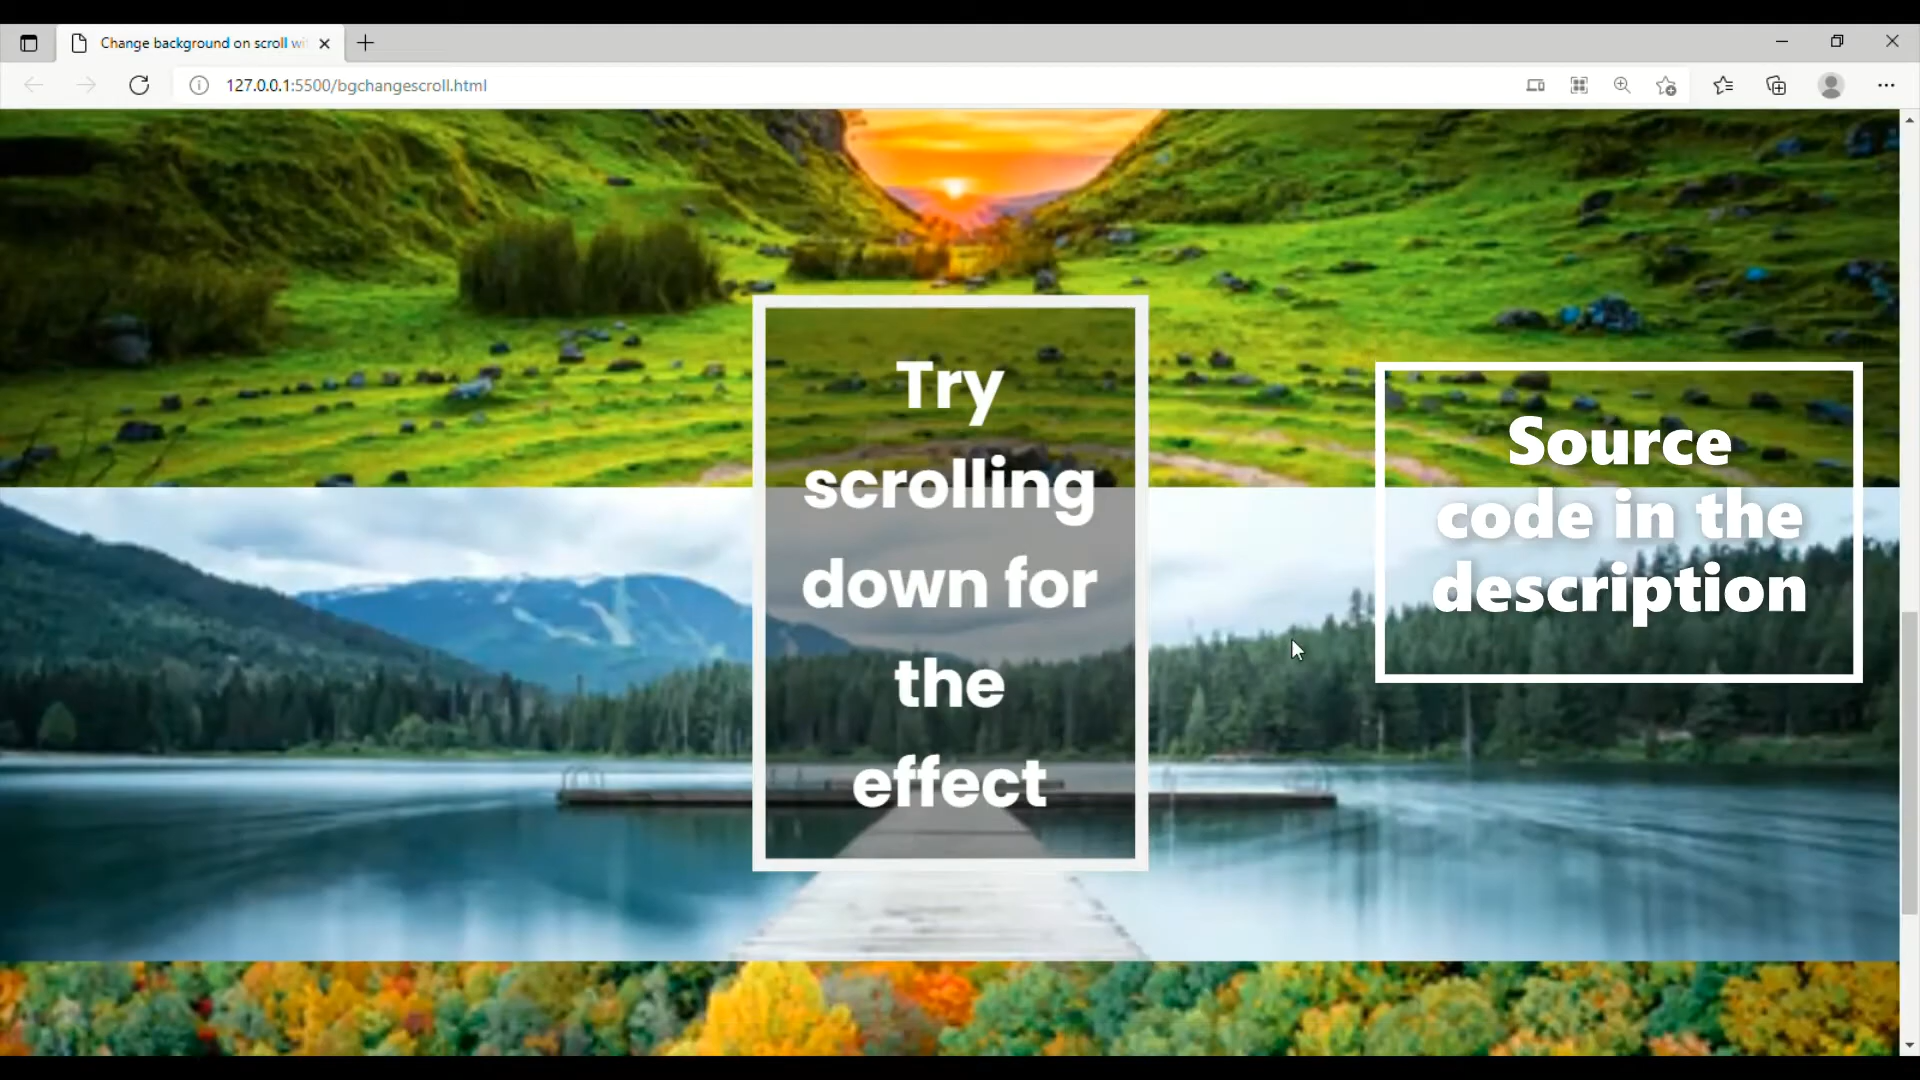 Change background on scroll wi
127.0.0.1:5500/bgchangescroll.html
Try
scrolling
down for
the
effect
Source
code in the
description